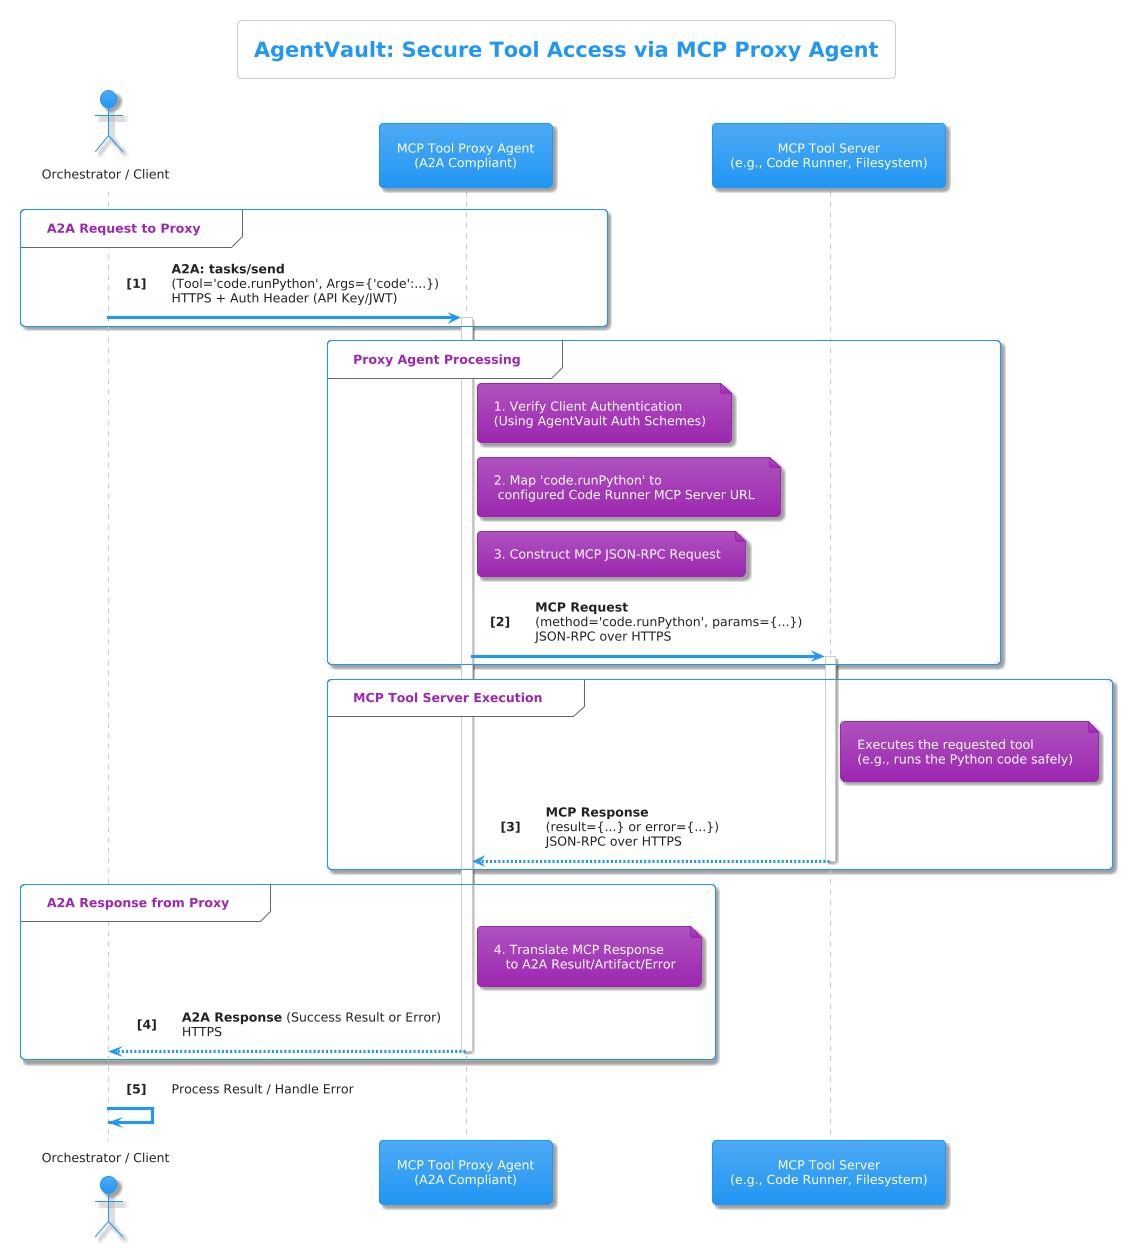 AgentVault: Secure Tool Access via MCP Proxy Agent
Orchestrator / Client
MCP Tool Proxy Agent
(A2A Compliant)
MCP Tool Server
(e.g., Code Runner, Filesystem)
A2A Request to Proxy
[1]
A2A: tasks/send
(Tool='code.runPython', Args={'code':...})
HTTPS + Auth Header (API Key/JWT)
Proxy Agent Processing
1. Verify Client Authentication
(Using AgentVault Auth Schemes)
2. Map 'code.runPython' to
configured Code Runner MCP Server URL
3. Construct MCP JSON-RPC Request
[2]
MCP Request
(method='code.runPython', params={...})
JSON-RPC over HTTPS
MCP Tool Server Execution
Executes the requested tool
(e.g., runs the Python code safely)
[3]
MCP Response
(result={...} or error={...})
JSON-RPC over HTTPS
A2A Response from Proxy
4. Translate MCP Response
to A2A Result/Artifact/Error
[4]
A2A Response (Success Result or Error)
HTTPS
[5] Process Result / Handle Error
Orchestrator / Client
MCP Tool Proxy Agent
(A2A Compliant)
MCP Tool Server
(e.g., Code Runner, Filesystem)